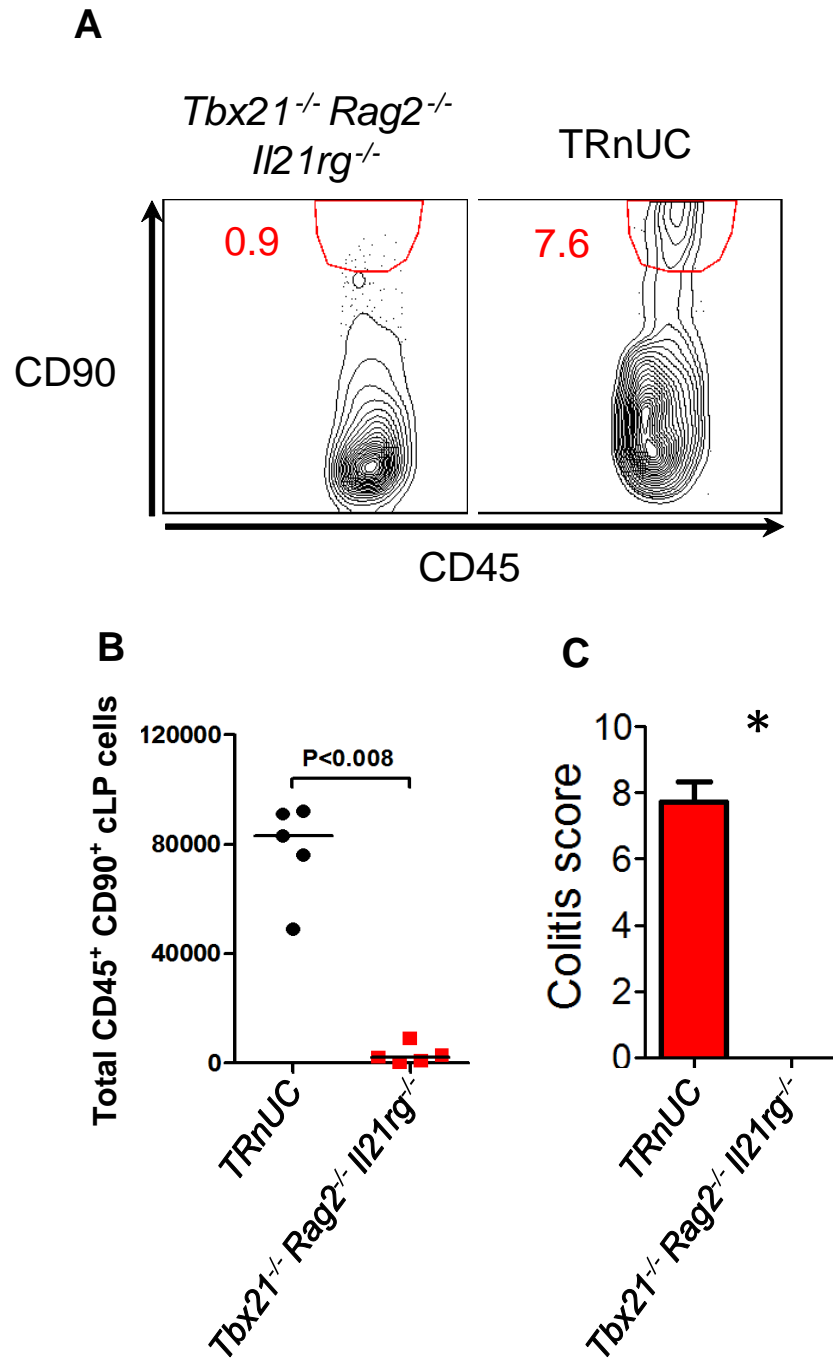 A
Tbx21-/- Rag2-/-
Il21rg-/-
TRnUC
0.9
7.6
CD90
CD45
B
C
Total CD45+ CD90+ cLP cells
120000
80000
40000
0
P<0.008
TRnUC
Tbx21-/- Rag2-/- Il21rg-/-
Colitis score
10
8
6
4
2
0
*
TRnUC
Tbx21-/- Rag2-/- Il21rg-/-